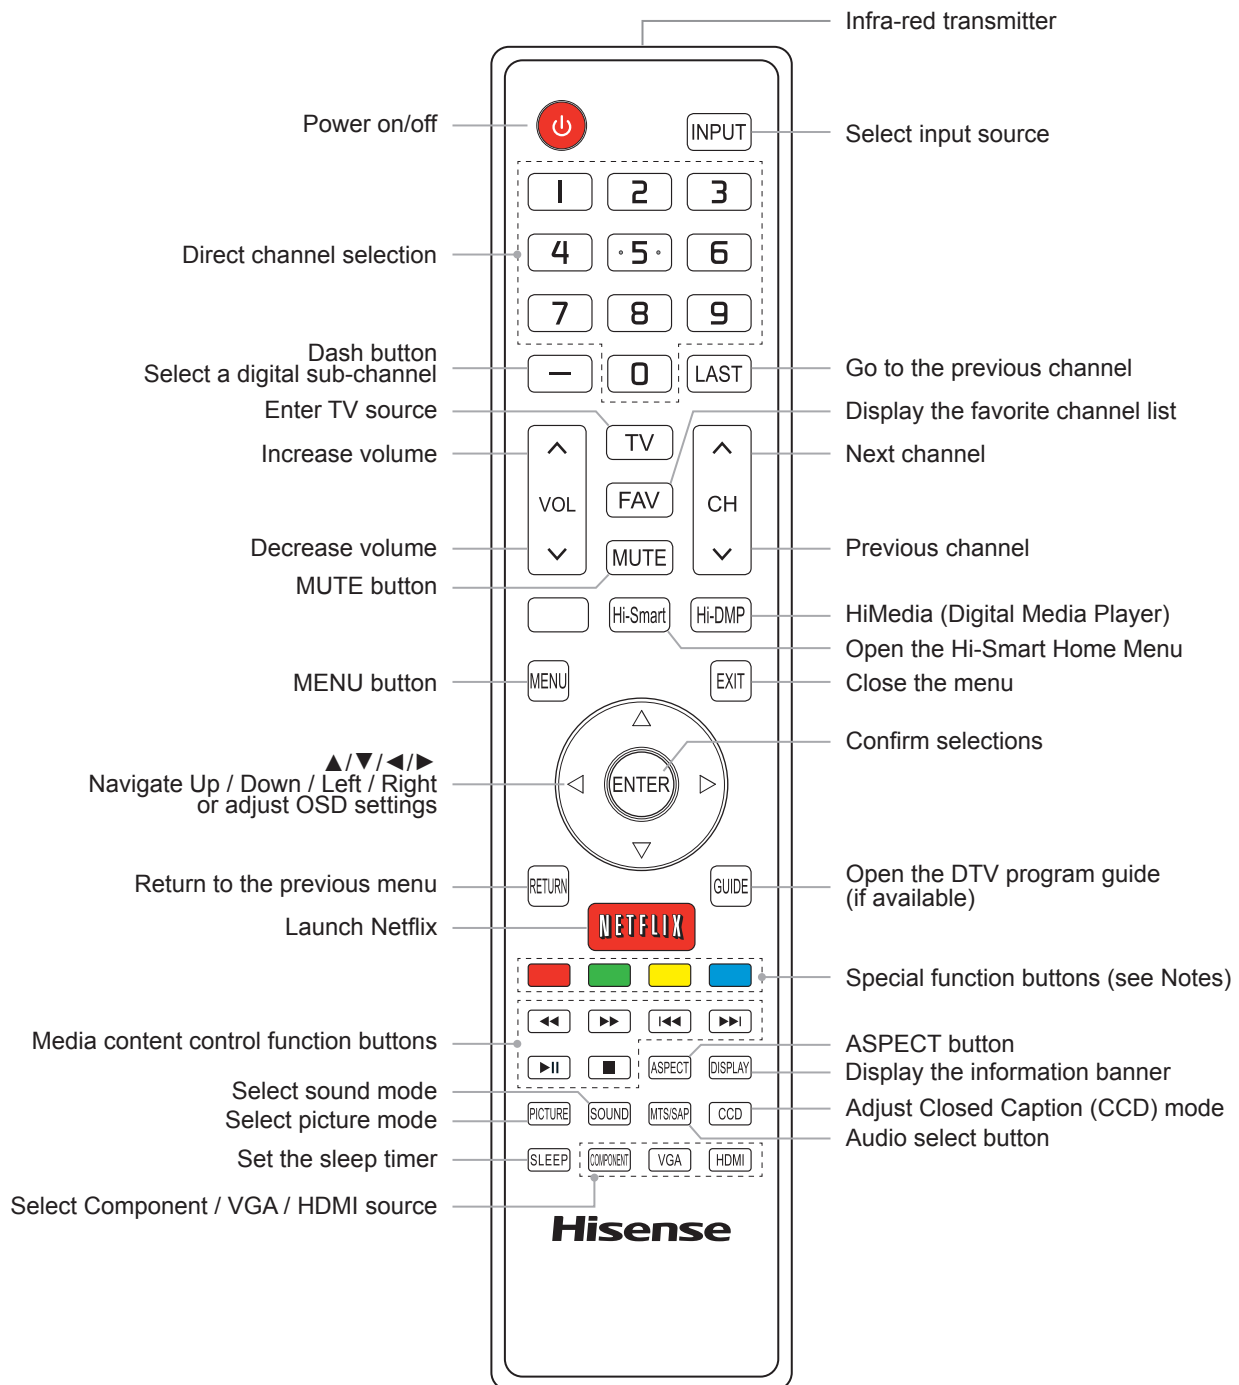 Infra-red transmitter
Power on/off
INPUT
Select input source
1 2 3
Direct channel selection
4 5 6
7 8 9
Dash button
Select a digital sub-channel
— 0 LAST
Go to the previous channel
Enter TV source
TV
Display the favorite channel list
Increase volume
Next channel
VOL
FAV
CH
Decrease volume
MUTE
Previous channel
MUTE button
Hi-Smart
Hi-DMP
HiMedia (Digital Media Player)
Open the Hi-Smart Home Menu
MENU button
MENU
EXIT
Close the menu
Confirm selections
▲/▼/◀/▶
Navigate Up / Down / Left / Right
or adjust OSD settings
ENTER
Return to the previous menu
RETURN
GUIDE
Open the DTV program guide
(if available)
Launch Netflix
NETFLIX
Special function buttons (see Notes)
Media content control function buttons
ASPECT button
ASPECT
DISPLAY
Display the information banner
Select sound mode
Select picture mode
PICTURE
SOUND
MTS/SAP
CCD
Adjust Closed Caption (CCD) mode
Audio select button
Set the sleep timer
SLEEP
COMPONENT
VGA
HDMI
Select Component / VGA / HDMI source
Hisense